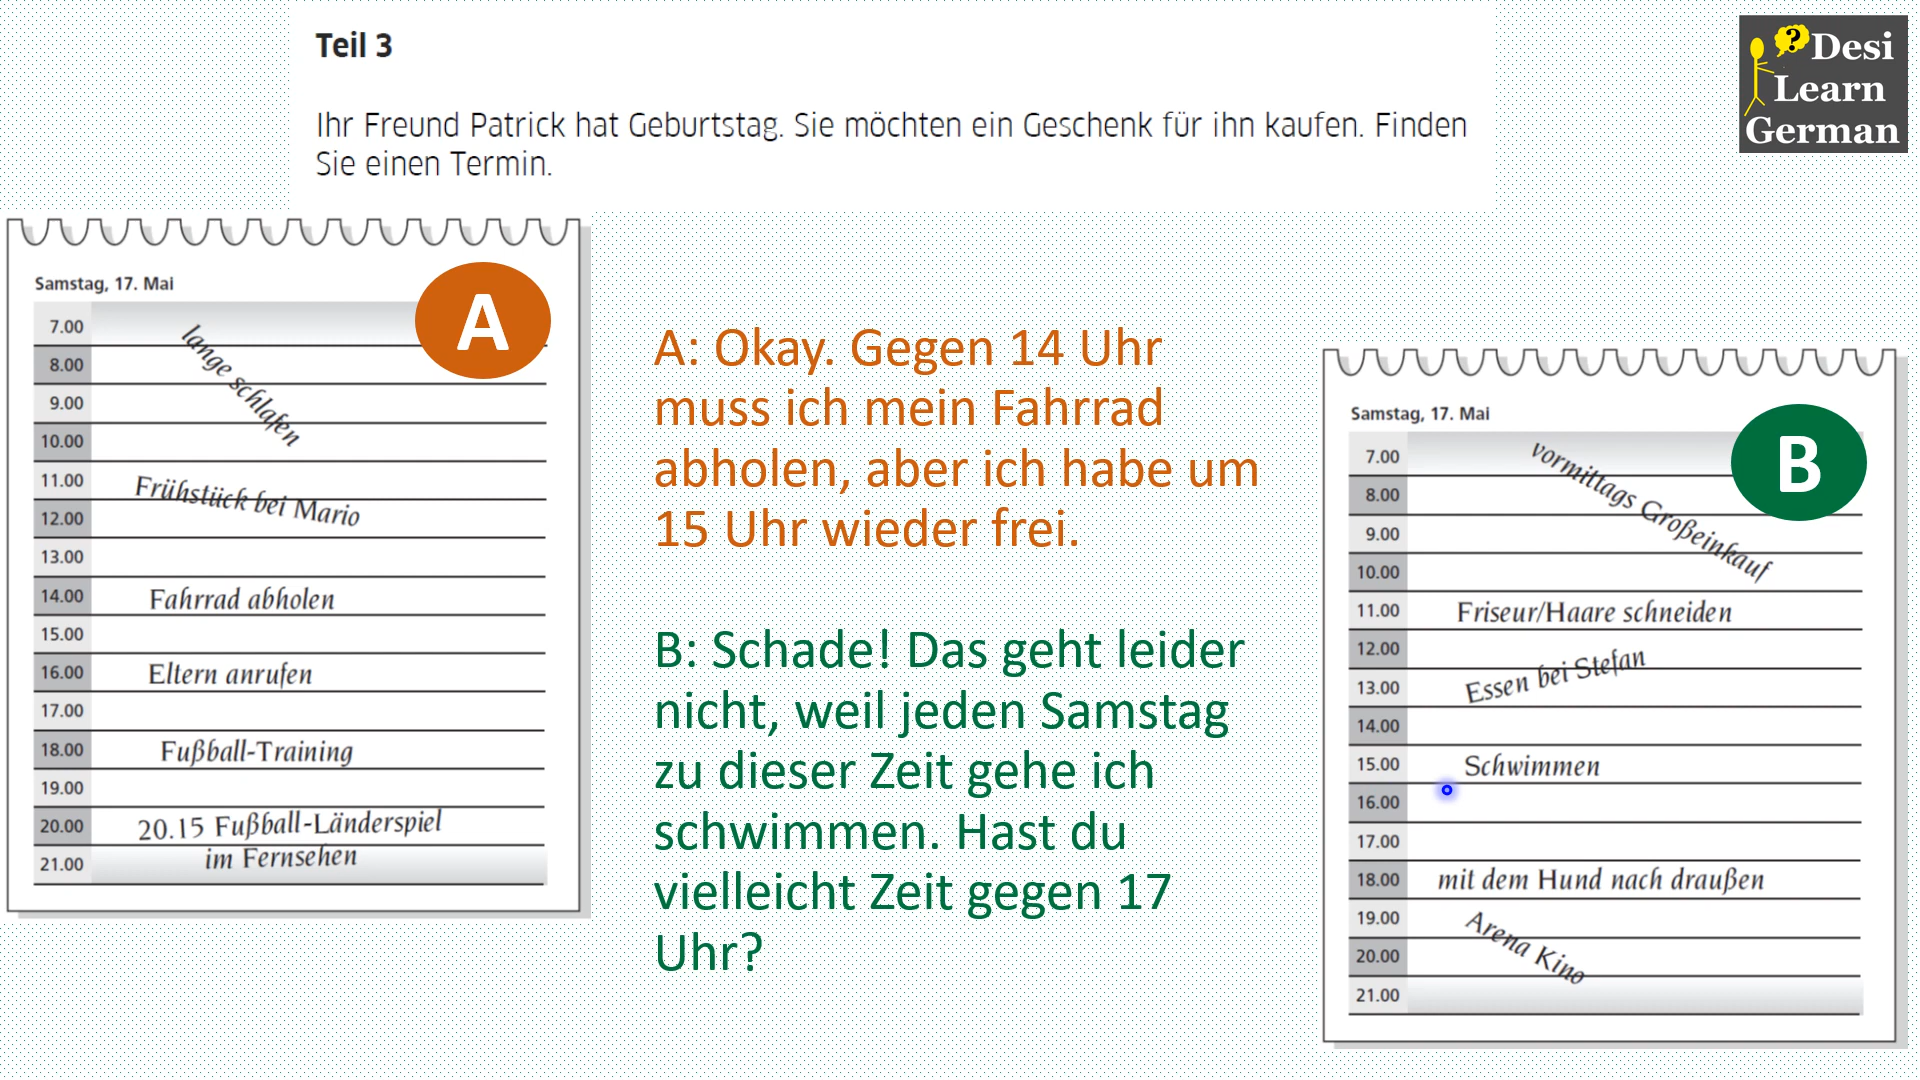 Teil 3
Ihr Freund Patrick hat Geburtstag. Sie möchten ein Geschenk für ihn kaufen. Finden
Sie einen Termin.
? Desi
Learn
German
Samstag, 17. Mai
A
7.00
8.00
lange schlafen
9.00
10.00
11.00
Frühstück bei Mario
12.00
13.00
14.00 Fahrrad abholen
15.00
16.00 Eltern anrufen
17.00
18.00 Fußball-Training
19.00
20.00 20.15 Fußball-Länderspiel
21.00 im Fernsehen
A: Okay. Gegen 14 Uhr
muss ich mein Fahrrad
abholen, aber ich habe um
15 Uhr wieder frei.
B: Schade! Das geht leider
nicht, weil jeden Samstag
zu dieser Zeit gehe ich
schwimmen. Hast du
vielleicht Zeit gegen 17
Uhr?
Samstag, 17. Mai
B
7.00
8.00
vormittags Großeinkauf
9.00
10.00
11.00 Friseur/Haare schneiden
12.00
Essen bei Stefan
13.00
14.00
15.00 Schwimmen
16.00
17.00
18.00 mit dem Hund nach draußen
19.00
Arena Kino
20.00
21.00